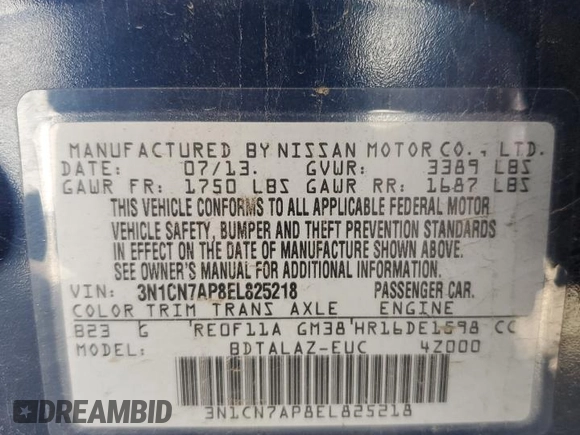 MANUFACTURED BY NISSAN MOTOR CO., LTD.
DATE: 07/13. GVWR: 3389 LBS
GAWR FR: 1750 LBS GAWR RR: 1687 LBS
THIS VEHICLE CONFORMS TO ALL APPLICABLE FEDERAL MOTOR
VEHICLE SAFETY, BUMPER AND THEFT PREVENTION STANDARDS
IN EFFECT ON THE DATE OF MANUFACTURE SHOWN ABOVE.
SEE OWNER'S MANUAL FOR ADDITIONAL INFORMATION.
VIN: 3N1CN7AP8EL825218 PASSENGER CAR.
COLOR TRIM TRANS AXLE ENGINE
B23 G RE0F11A GM38 HR16DE1598 CC
MODEL: BDTALAZ-EUC 4Z000
3N1CN7AP8EL825218
DREAMBID
DREAMBID.COM